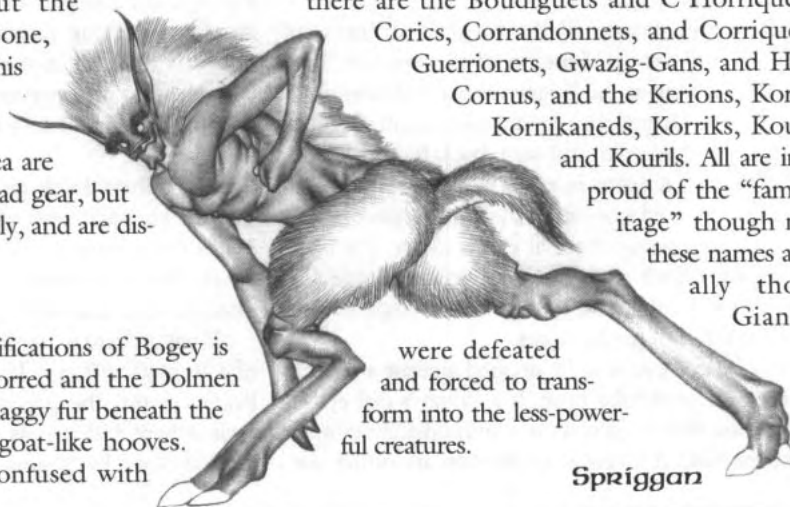 ut the
one,
his
ea are
ad gear, but
ly, and are dis-
ifications of Bogey is
orred and the Dolmen
aggy fur beneath the
goat-like hooves.
onfused with
there are the Boudiguets and C'Horrique
Corics, Corrandonnets, and Corrique
Guerrionets, Gwazig-Gans, and H
Cornus, and the Kerions, Kor
Kornikaneds, Korriks, Kou
and Kourils. All are i
proud of the “fam
itage” though
these names a
ally tho
Gian
were defeated
and forced to trans-
form into the less-power-
ful creatures.
Spriggan